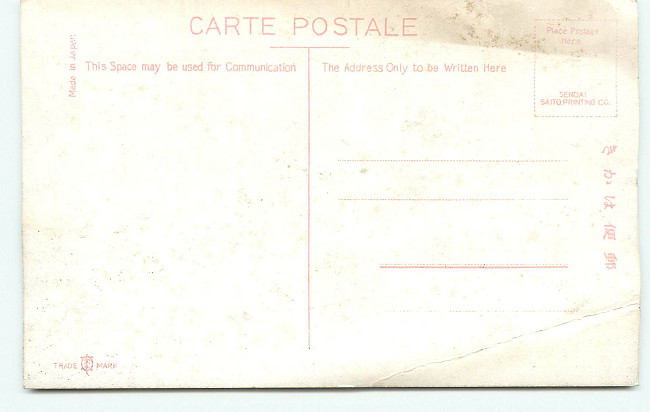 CARTE POSTALE
Made in Japan
This Space may be used for Communication
The Address Only to be Written Here
Place Postage
Here
SENDAI
SAITO.PRINTING CO.
きかは便郵
TRADE MARK